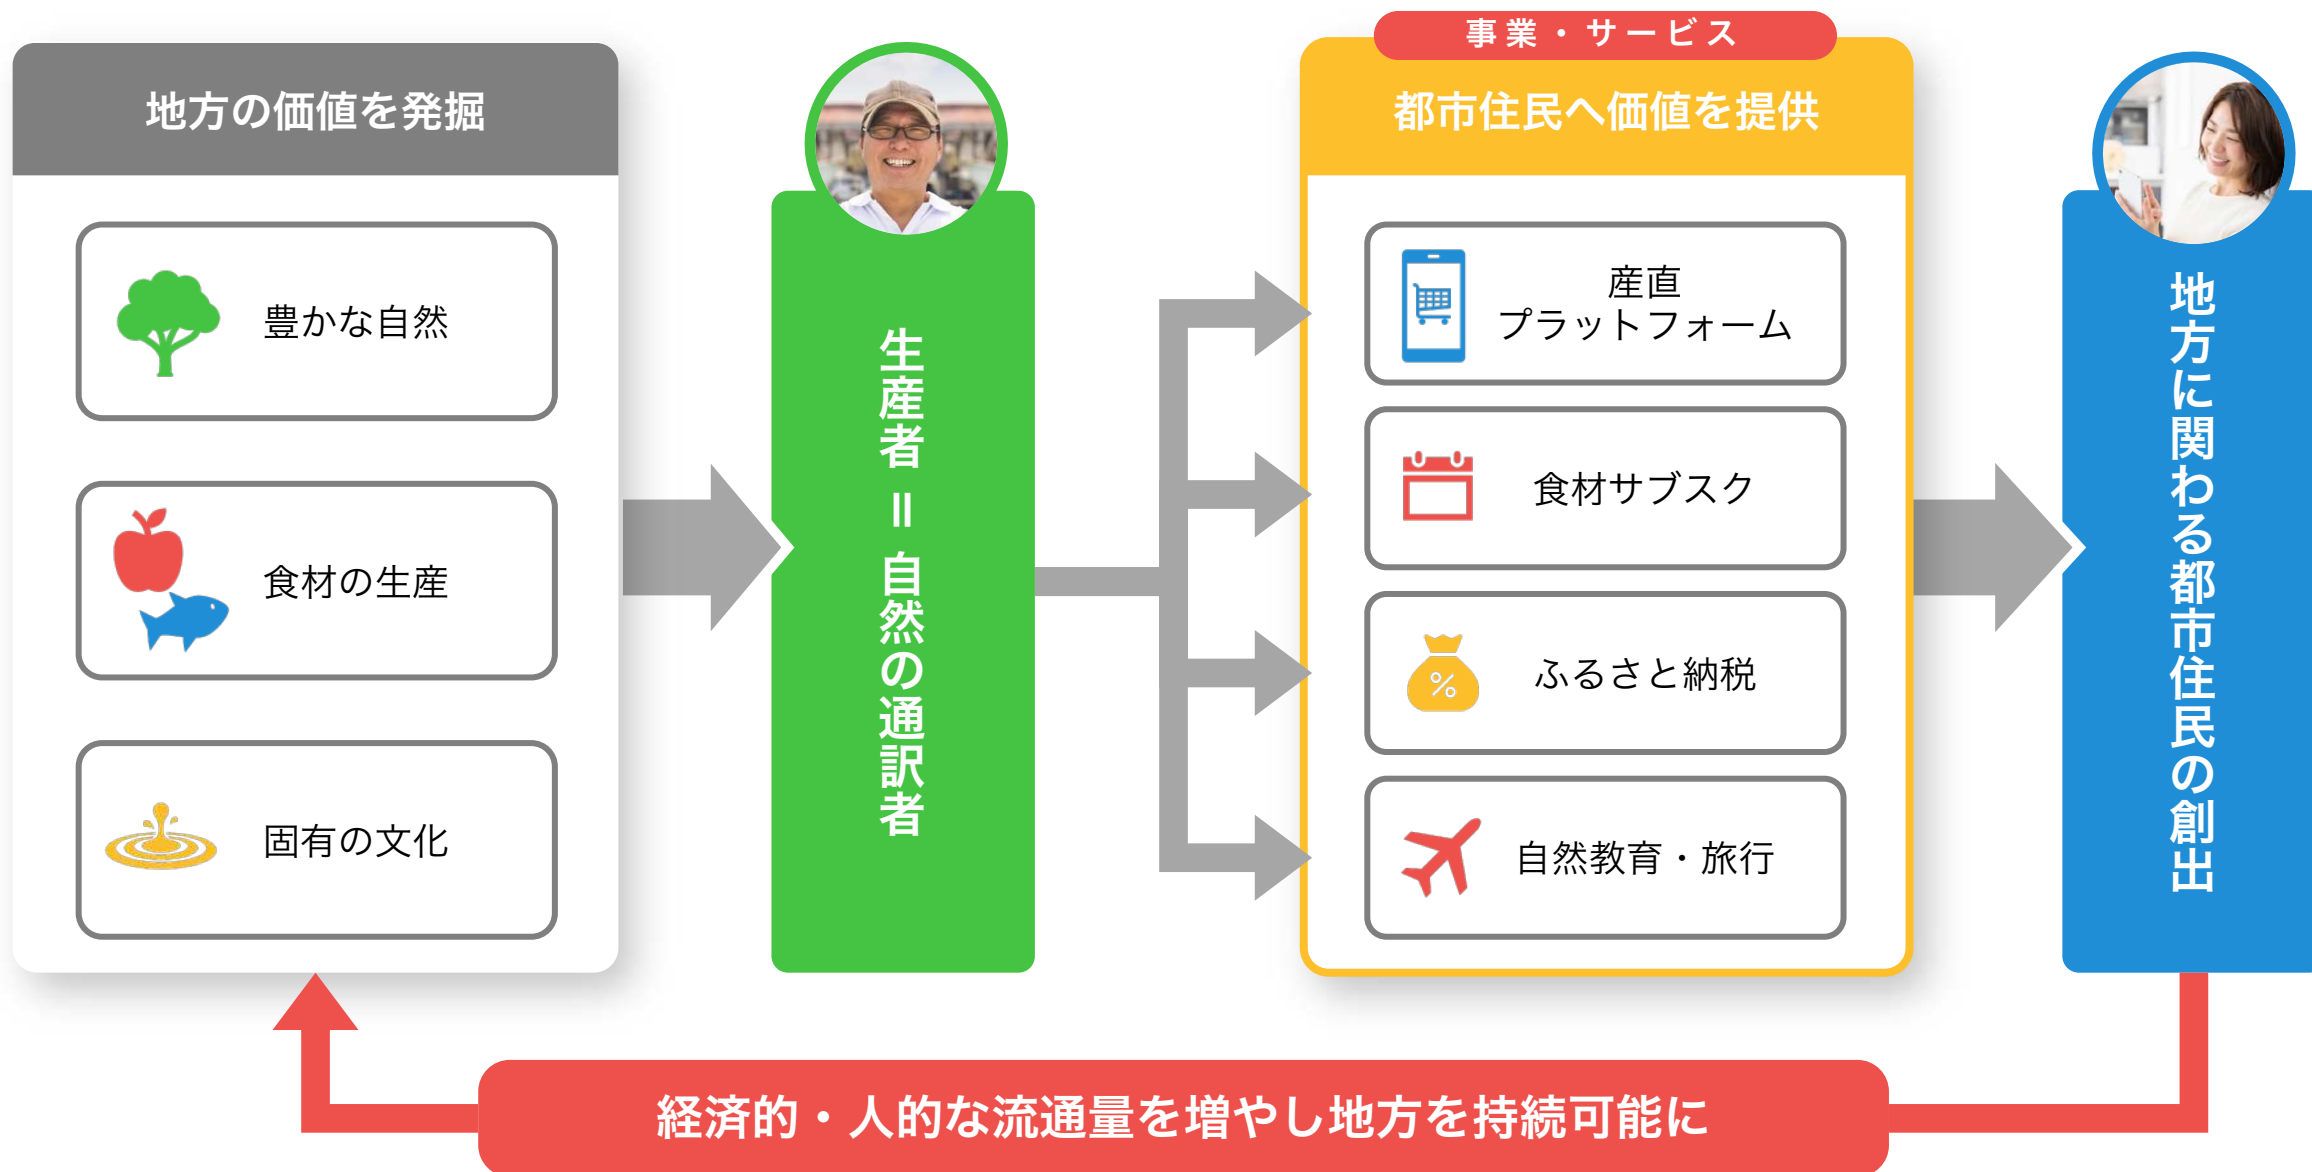 地方の価値を発掘
豊かな自然
食材の生産
固有の文化
生産者＝自然の通訳者
事業・サービス
都市住民へ価値を提供
産直
プラットフォーム
食材サブスク
%
ふるさと納税
自然教育・旅行
地方に関わる都市住民の創出
経済的・人的な流通量を増やし地方を持続可能に